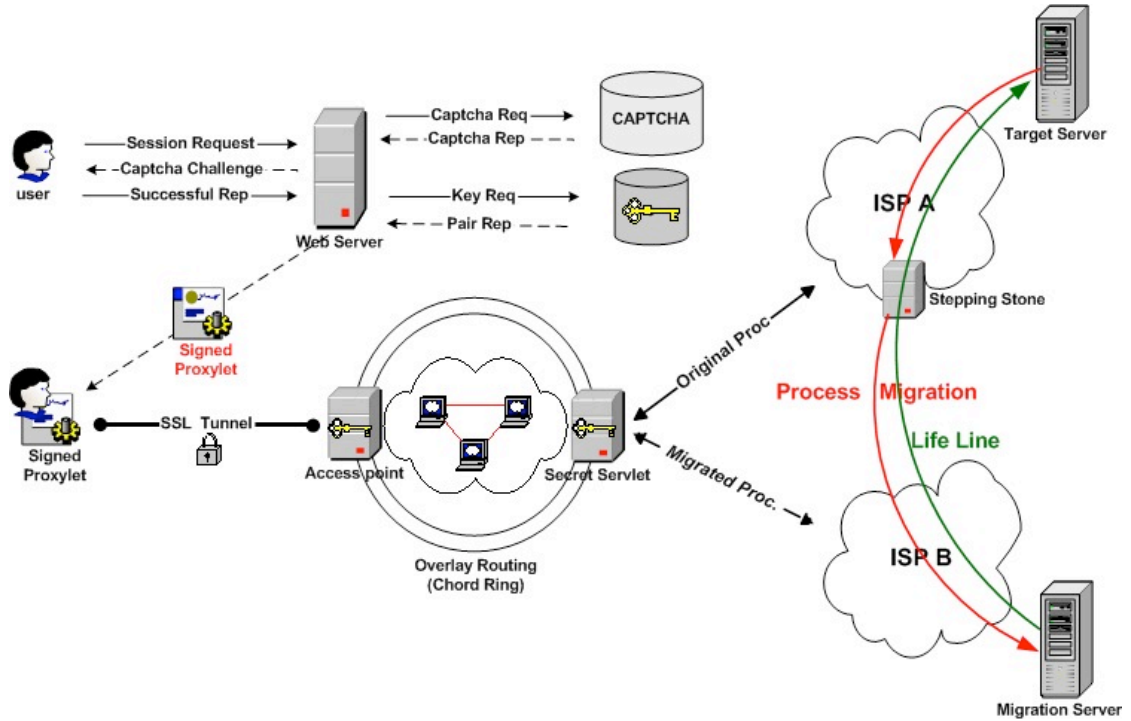 Session Request
Captcha Challenge
Successful Rep
user
Web Server
Captcha Req
Captcha Rep
CAPTCHA
Key Req
Pair Rep
Signed
Proxylet
Signed
Proxylet
SSL Tunnel
Access point
Secret Servlet
Overlay Routing
(Chord Ring)
Original Proc
Migrated Proc.
Target Server
ISP A
Stepping Stone
Process Migration
Life Line
ISP B
Migration Server